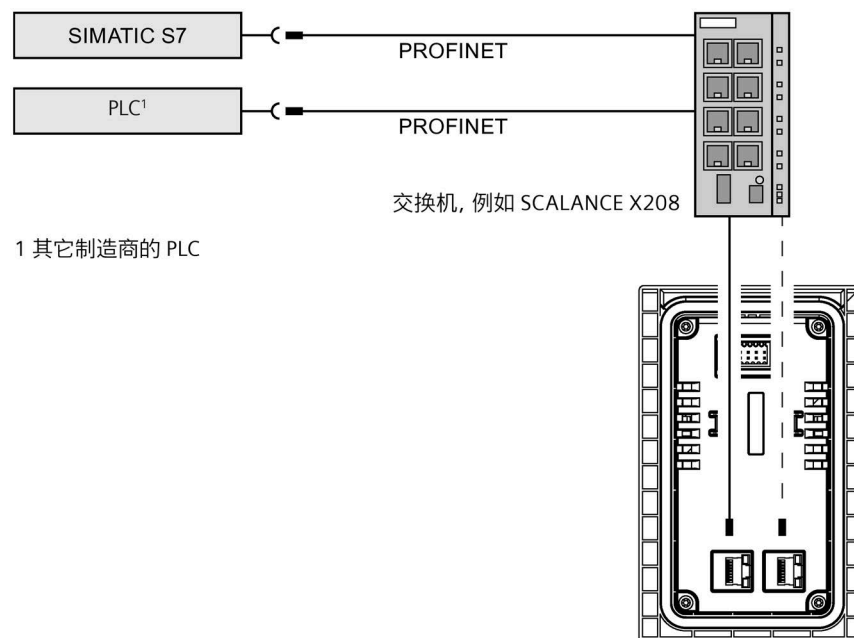 SIMATIC S7
PROFINET
PLC¹
PROFINET
交换机, 例如 SCALANCE X208
1 其它制造商的 PLC